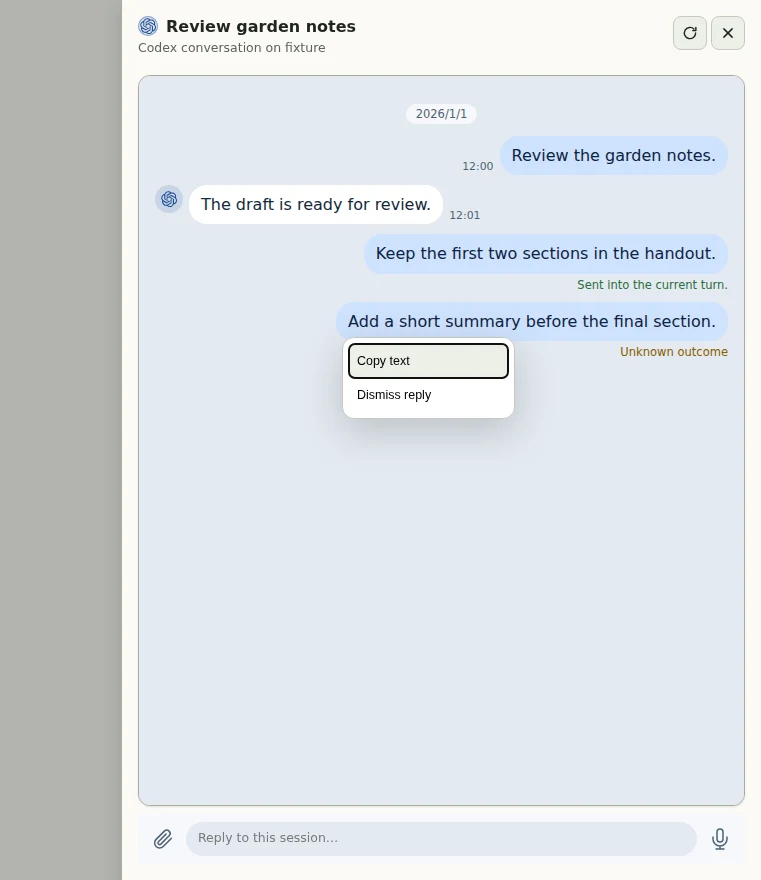 Review garden notes
Codex conversation on fixture
2026/1/1
Review the garden notes.
12:00
The draft is ready for review.
12:01
Keep the first two sections in the handout.
Sent into the current turn.
Add a short summary before the final section.
Unknown outcome
Copy text
Dismiss reply
Reply to this session...